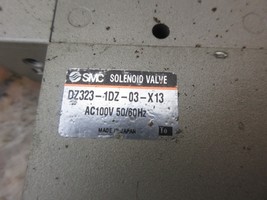 SMC SOLENOID VALVE
DZ323-1DZ-03-X13
AC100V 50/60Hz
MADE IN JAPAN